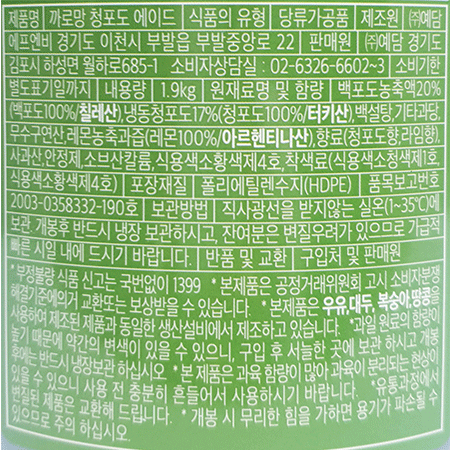 제품명 | 까로망 청포도 에이드 | 식품의 유형 | 당류가공품 | 제조원 | ㈜예담
에프엔비 경기도 이천시 부발읍 부발중앙로 22 | 판매원 | ㈜예담 경기도
김포시 하성면 월하로685-1 | 소비자상담실 : 02-6326-6602~3 | 소비기한
별도표기일까지 | 중량 | 1.9kg | 원재료명 및 함량 | 백포도농축액20%
(백포도100%/칠레산),냉동청포도17%(청포도100%/터키산),백설탕,기타과당,
무수구연산,레몬농축과즙(레몬100%/아르헨티나산),향료(청포도향,라임향),
사과산,안정제,소브산칼륨,식용색소황색제4호,착색료(식용색소청색제1호,
식용색소황색제4호) | 포장재질 | 폴리에틸렌수지(HDPE) | 품목보고번호
2003-0358332-190호 | 보관방법 | 직사광선을 받지않는 실온(1~35℃)에
보관. 개봉후 반드시 냉장 보관하시고, 잔여분은 변질우려가 있으므로 가급적
빠른 시일 내에 드시기 바랍니다. | 반품 및 교환 | 구입처 및 판매원
*부정불량 식품 신고는 국번없이 1399 *본제품은 공정거래위원회 고시 소비자분쟁
해결기준에의거 교환또는 보상받을 수 있습니다. *본제품은 우유,대두,복숭아,땅콩을
사용하여 제조된 제품과 동일한 생산설비에서 제조하고 있습니다. *과일 원료의 함량이
높기 때문에 약간의 변색이 있을 수 있으니, 구입 후 서늘한 곳에 보관 하시고, 개봉
후에는 반드시 냉장보관하십시오. *본 제품은 과육 함량이 많아 과육이 분리되는 현상이
있을 수 있으니 사용 전 충분히 흔들어서 사용하시기 바랍니다. *유통과정에서
변질된 제품은 교환해 드립니다. *개봉 시 무리한 힘을 가하면 용기가 파손될 수
있으므로 주의 하십시오.